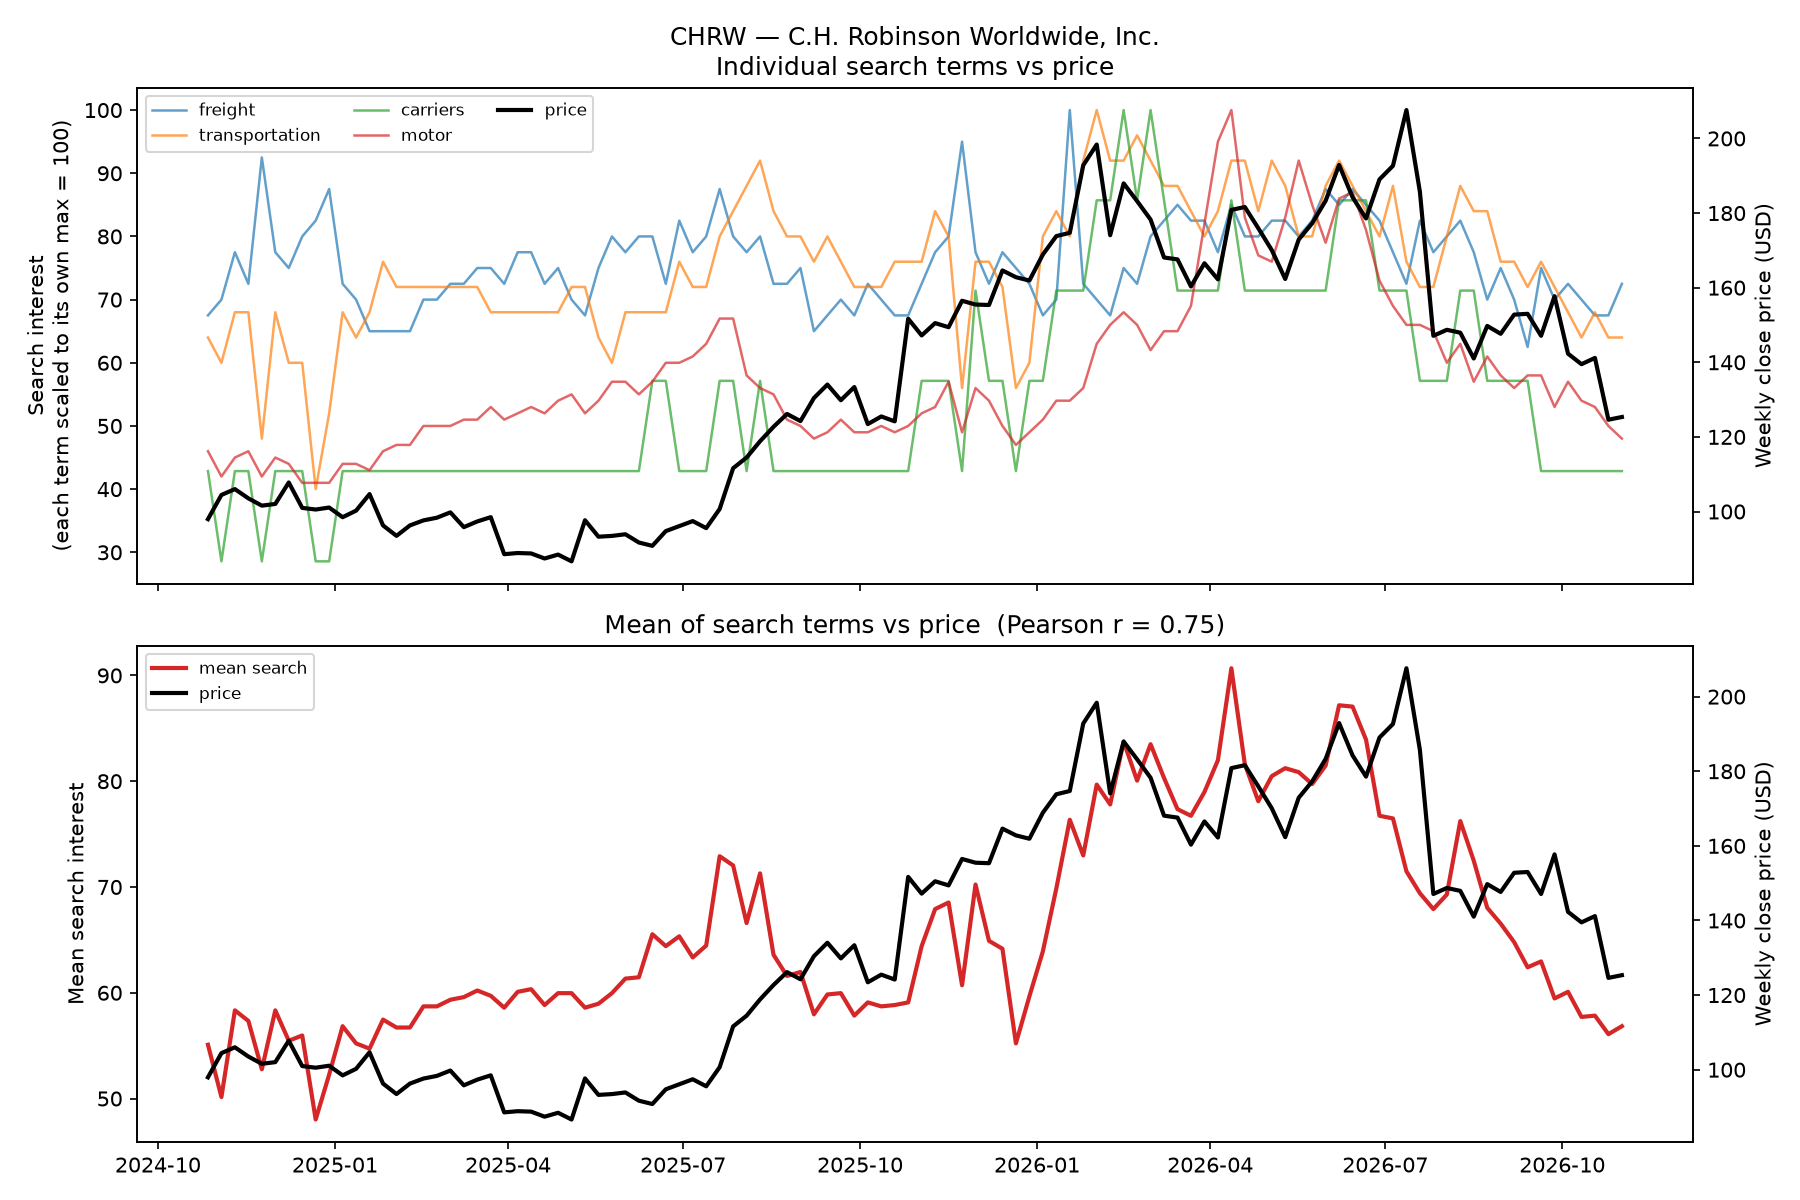 CHRW — C.H. Robinson Worldwide, Inc.
Individual search terms vs price
freight
transportation
carriers
motor
price
Search interest
(each term scaled to its own max = 100)
100
90
80
70
60
50
40
30
200
180
160
140
120
100
Weekly close price (USD)
Mean of search terms vs price  (Pearson r = 0.75)
mean search
price
Mean search interest
90
80
70
60
50
200
180
160
140
120
100
Weekly close price (USD)
2024-10
2025-01
2025-04
2025-07
2025-10
2026-01
2026-04
2026-07
2026-10